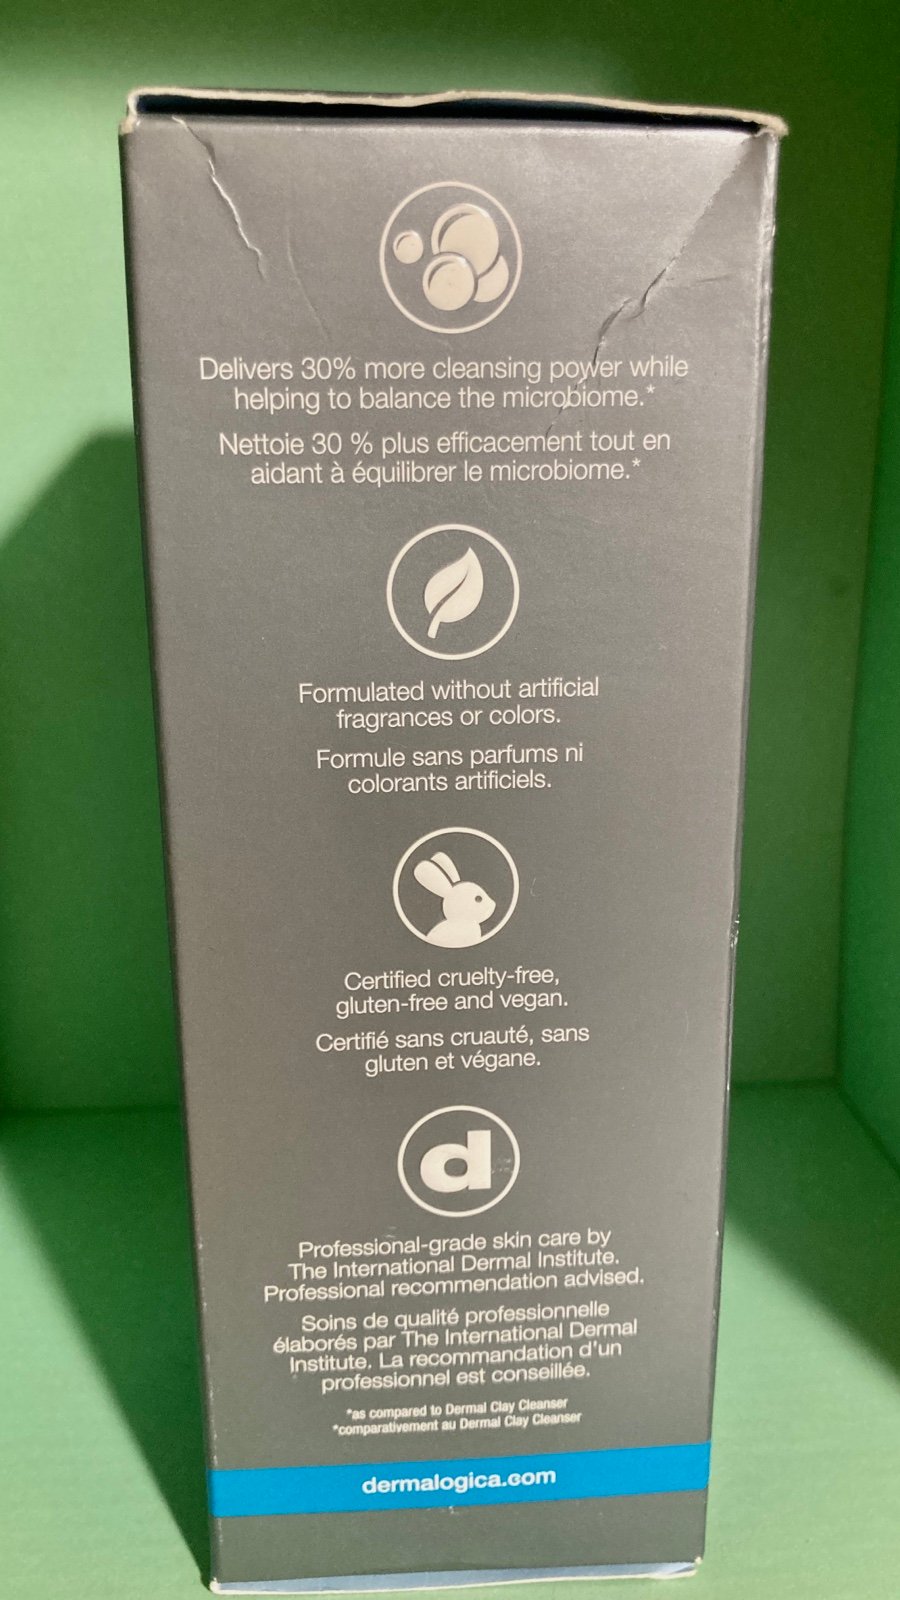 Delivers 30% more cleansing power while
helping to balance the microbiome.*
Nettoie 30 % plus efficacement tout en
aidant à équilibrer le microbiome.*
Formulated without artificial
fragrances or colors.
Formule sans parfums ni
colorants artificiels.
Certified cruelty-free,
gluten-free and vegan.
Certifié sans cruauté, sans
gluten et végane.
d
Professional-grade skin care by
The International Dermal Institute.
Professional recommendation advised.
Soins de qualité professionnelle
élaborés par The International Dermal
Institute. La recommandation d'un
professionnel est conseillée.
*as compared to Dermal Clay Cleanser
*comparativement au Dermal Clay Cleanser
dermalogica.com